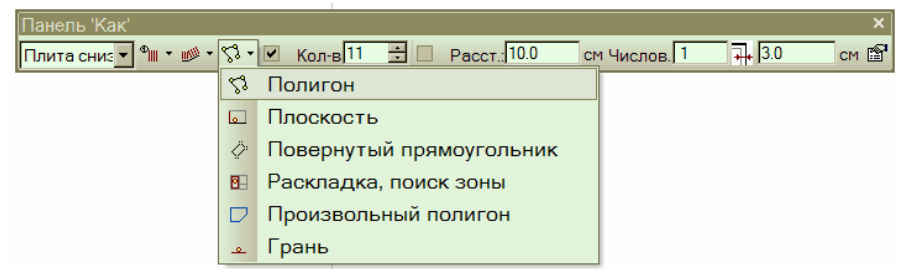 Панель 'Как'
Плита сниз Кол-в 11 Расст.: 10.0 см Числов. 1 3.0 см
Полигон
Плоскость
Повернутый прямоугольник
Раскладка, поиск зоны
Произвольный полигон
Грань